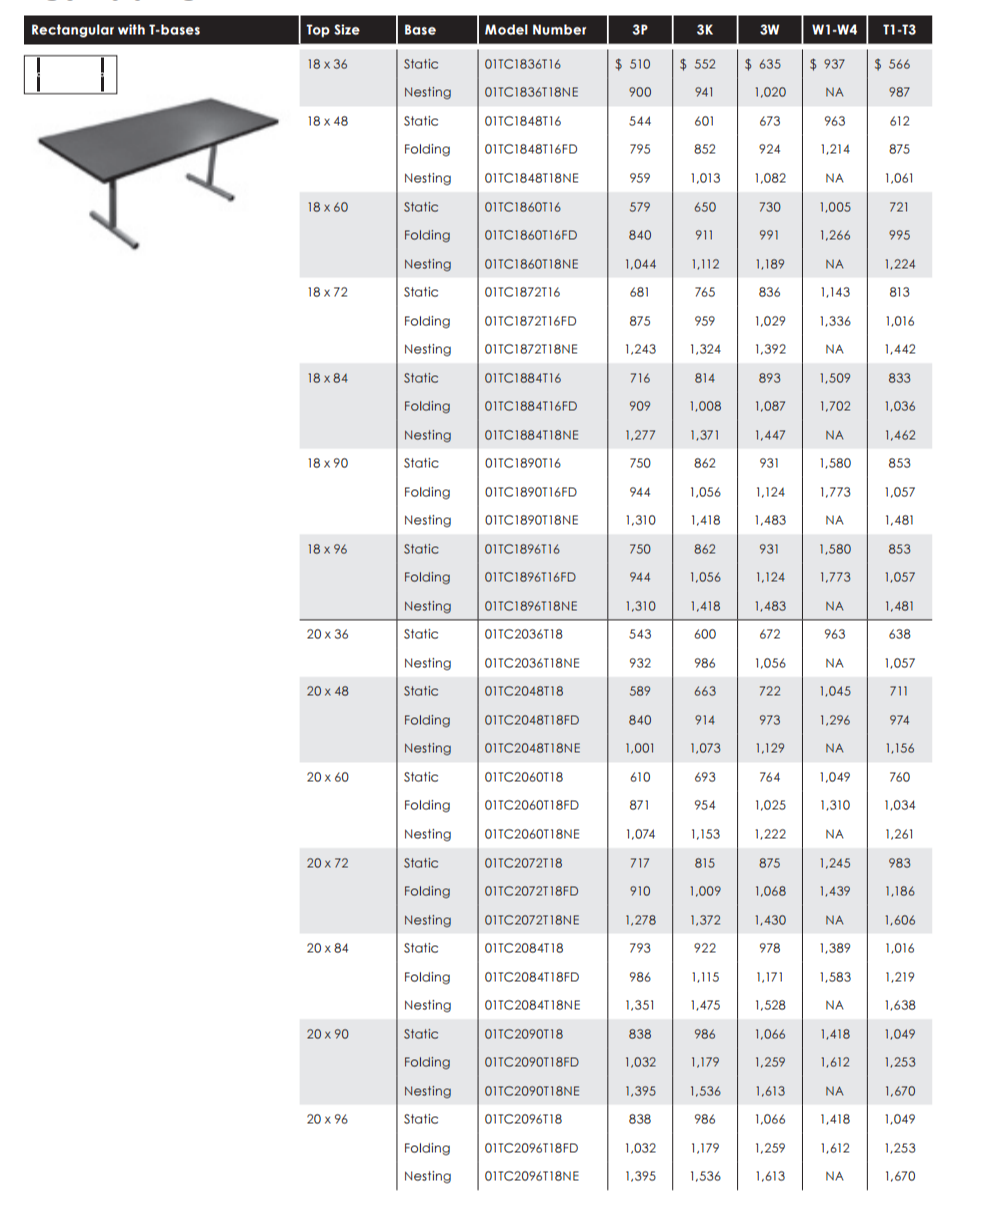 Rectangular with T-bases Top Size Base Model Number 3P 3K 3W W1-W4 T1-T3
18 x 36 Static 01TC1836T16 $ 510 $ 552 $ 635 $ 937 $ 566
Nesting 01TC1836T18NE 900 941 1,020 NA 987
18 x 48 Static 01TC1848T16 544 601 673 963 612
Folding 01TC1848T16FD 795 852 924 1,214 875
Nesting 01TC1848T18NE 959 1,013 1,082 NA 1,061
18 x 60 Static 01TC1860T16 579 650 730 1,005 721
Folding 01TC1860T16FD 840 911 991 1,266 995
Nesting 01TC1860T18NE 1,044 1,112 1,189 NA 1,224
18 x 72 Static 01TC1872T16 681 765 836 1,143 813
Folding 01TC1872T16FD 875 959 1,029 1,336 1,016
Nesting 01TC1872T18NE 1,243 1,324 1,392 NA 1,442
18 x 84 Static 01TC1884T16 716 814 893 1,509 833
Folding 01TC1884T16FD 909 1,008 1,087 1,702 1,036
Nesting 01TC1884T18NE 1,277 1,371 1,447 NA 1,462
18 x 90 Static 01TC1890T16 750 862 931 1,580 853
Folding 01TC1890T16FD 944 1,056 1,124 1,773 1,057
Nesting 01TC1890T18NE 1,310 1,418 1,483 NA 1,481
18 x 96 Static 01TC1896T16 750 862 931 1,580 853
Folding 01TC1896T16FD 944 1,056 1,124 1,773 1,057
Nesting 01TC1896T18NE 1,310 1,418 1,483 NA 1,481
20 x 36 Static 01TC2036T18 543 600 672 963 638
Nesting 01TC2036T18NE 932 986 1,056 NA 1,057
20 x 48 Static 01TC2048T18 589 663 722 1,045 711
Folding 01TC2048T18FD 840 914 973 1,296 974
Nesting 01TC2048T18NE 1,001 1,073 1,129 NA 1,156
20 x 60 Static 01TC2060T18 610 693 764 1,049 760
Folding 01TC2060T18FD 871 954 1,025 1,310 1,034
Nesting 01TC2060T18NE 1,074 1,153 1,222 NA 1,261
20 x 72 Static 01TC2072T18 717 815 875 1,245 983
Folding 01TC2072T18FD 910 1,009 1,068 1,439 1,186
Nesting 01TC2072T18NE 1,278 1,372 1,430 NA 1,606
20 x 84 Static 01TC2084T18 793 922 978 1,389 1,016
Folding 01TC2084T18FD 986 1,115 1,171 1,583 1,219
Nesting 01TC2084T18NE 1,351 1,475 1,528 NA 1,638
20 x 90 Static 01TC2090T18 838 986 1,066 1,418 1,049
Folding 01TC2090T18FD 1,032 1,179 1,259 1,612 1,253
Nesting 01TC2090T18NE 1,395 1,536 1,613 NA 1,670
20 x 96 Static 01TC2096T18 838 986 1,066 1,418 1,049
Folding 01TC2096T18FD 1,032 1,179 1,259 1,612 1,253
Nesting 01TC2096T18NE 1,395 1,536 1,613 NA 1,670